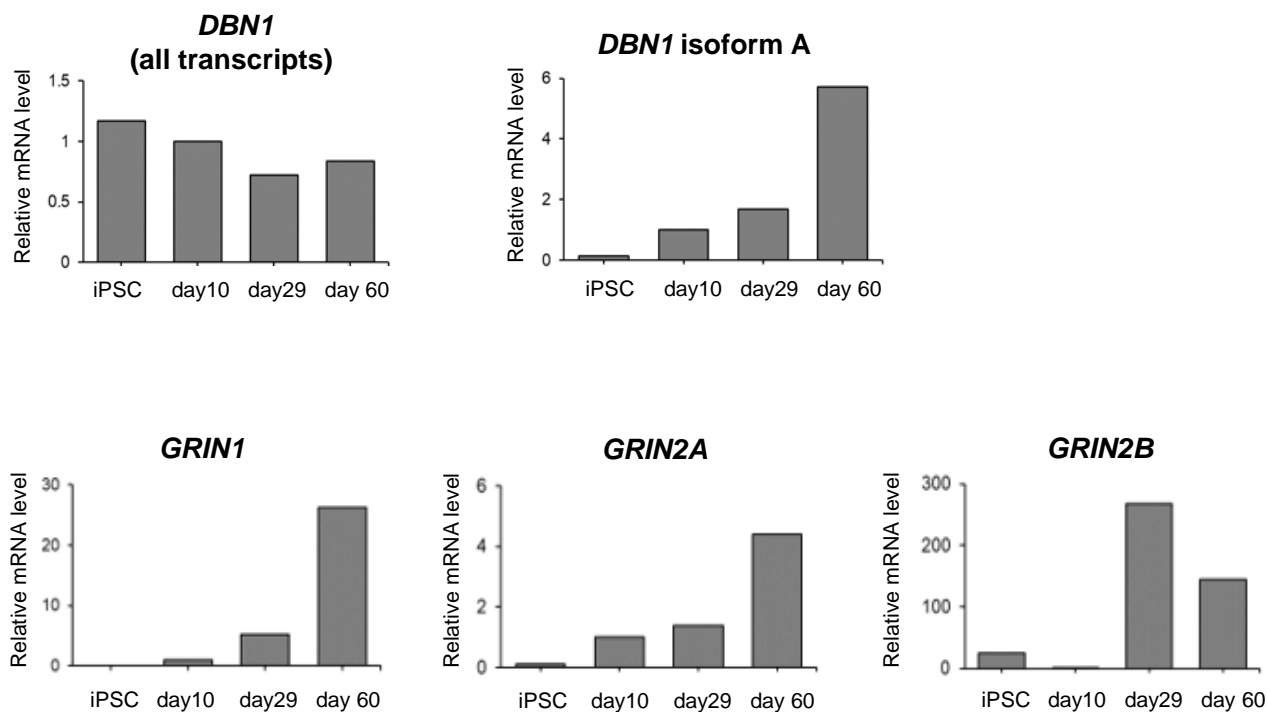 DBN1
(all transcripts)
Relative mRNA level
1.5
1
0.5
0
iPSC day10 day29 day 60
DBN1 isoform A
Relative mRNA level
6
4
2
0
iPSC day10 day29 day 60
GRIN1
Relative mRNA level
30
20
10
0
iPSC day10 day29 day 60
GRIN2A
Relative mRNA level
6
4
2
0
iPSC day10 day29 day 60
GRIN2B
Relative mRNA level
300
200
100
0
iPSC day10 day29 day 60